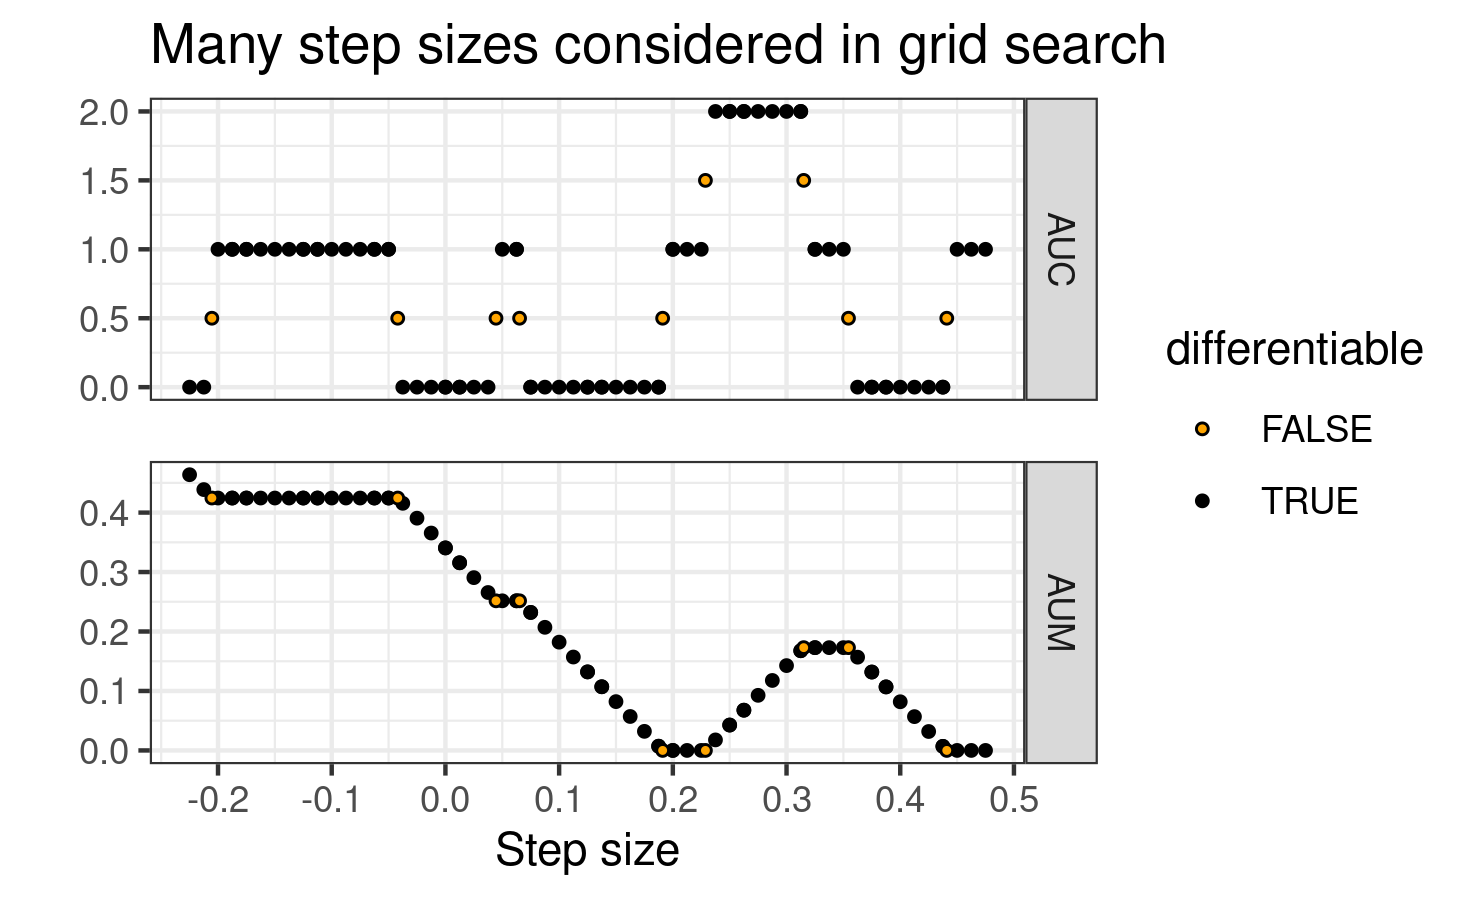 Many step sizes considered in grid search
2.0
1.5
1.0
0.5
0.0
AUC
0.4
0.3
0.2
0.1
0.0
AUM
-0.2 -0.1 0.0 0.1 0.2 0.3 0.4 0.5
Step size
differentiable
FALSE
TRUE